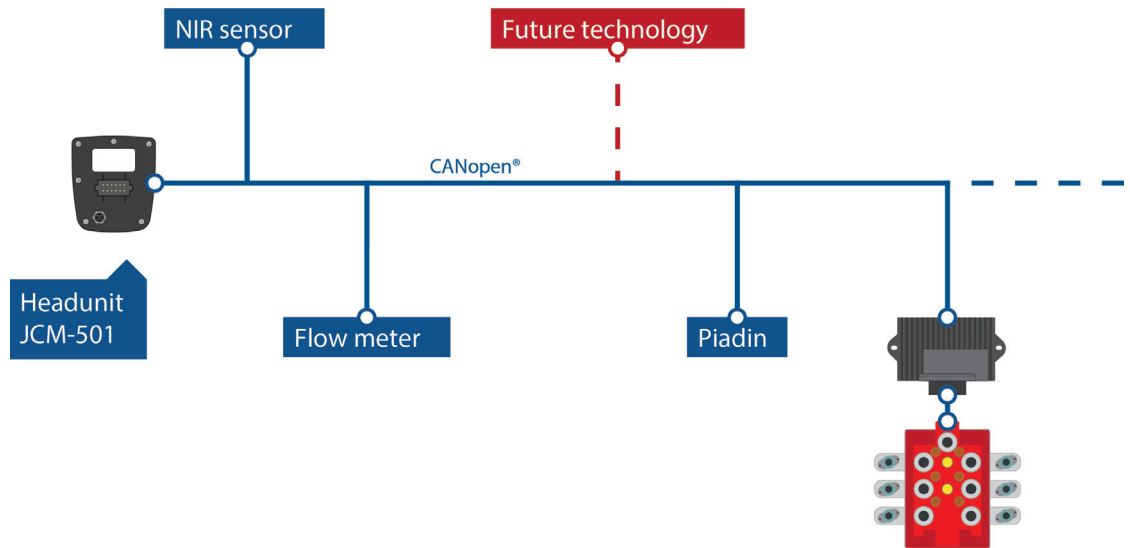 NIR sensor
Future technology
CANopen®
Headunit
JCM-501
Flow meter
Piadin